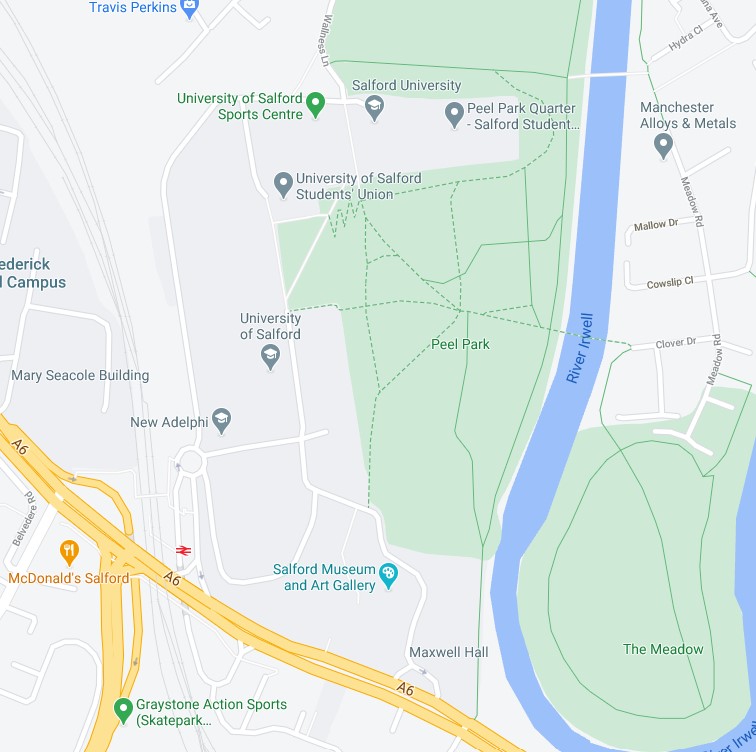 Travis Perkins
Wallness Ln
ana Ave
Hydra Cl
University of Salford
Sports Centre
Salford University
Peel Park Quarter
- Salford Student...
Manchester
Alloys & Metals
University of Salford
Students' Union
Meadow Rd
Mallow Dr
ederick
l Campus
Cowslip Cl
University
of Salford
River Irwell
Peel Park
Clover Dr
Meadow Rd
Mary Seacole Building
New Adelphi
A6
Belvedere Rd
McDonald's Salford
A6
Salford Museum
and Art Gallery
Maxwell Hall
The Meadow
A6
Graystone Action Sports
(Skatepark...
River Irwell